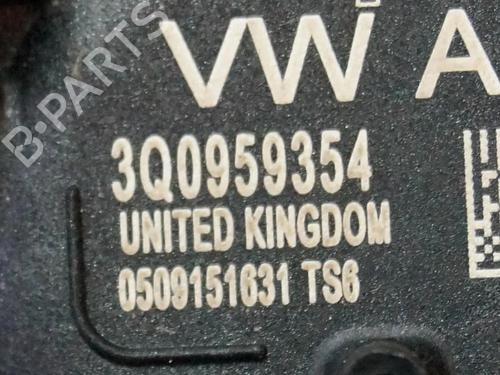 VW A
3Q0959354
UNITED KINGDOM
0509151631 TS6
B-PARTS